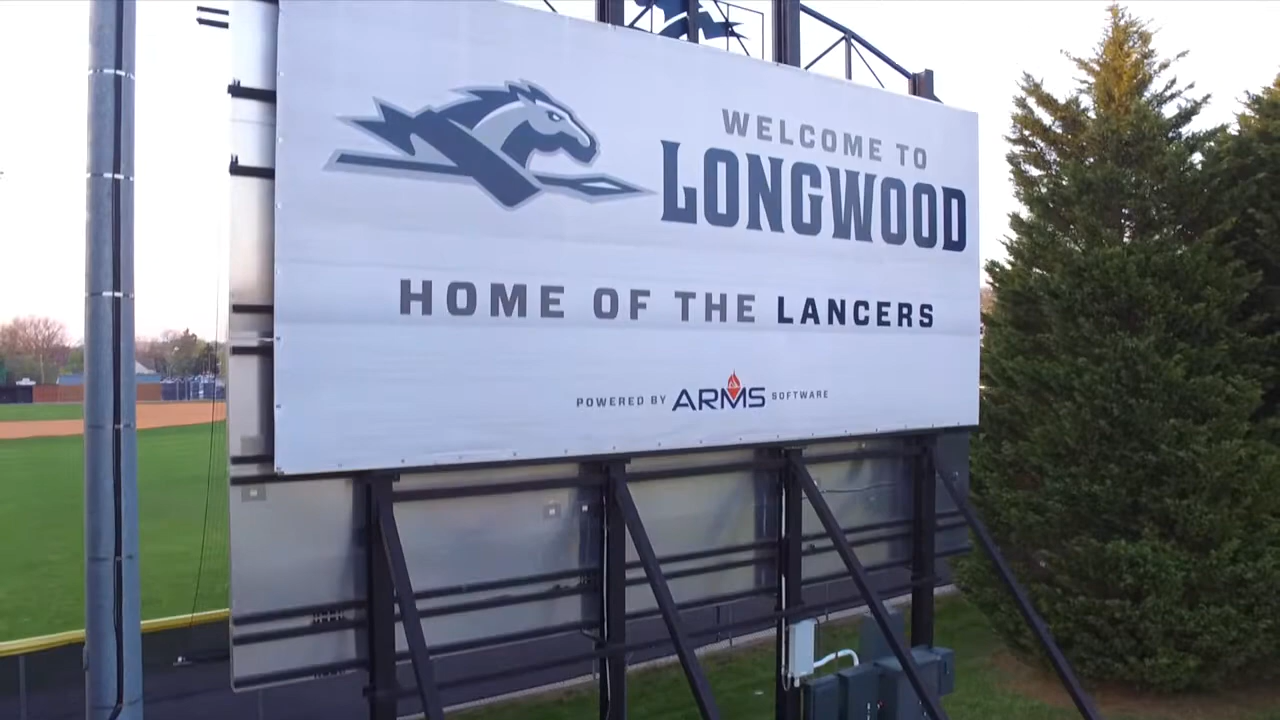 WELCOME TO
LONGWOOD
HOME OF THE LANCERS
POWERED BY ARMS SOFTWARE